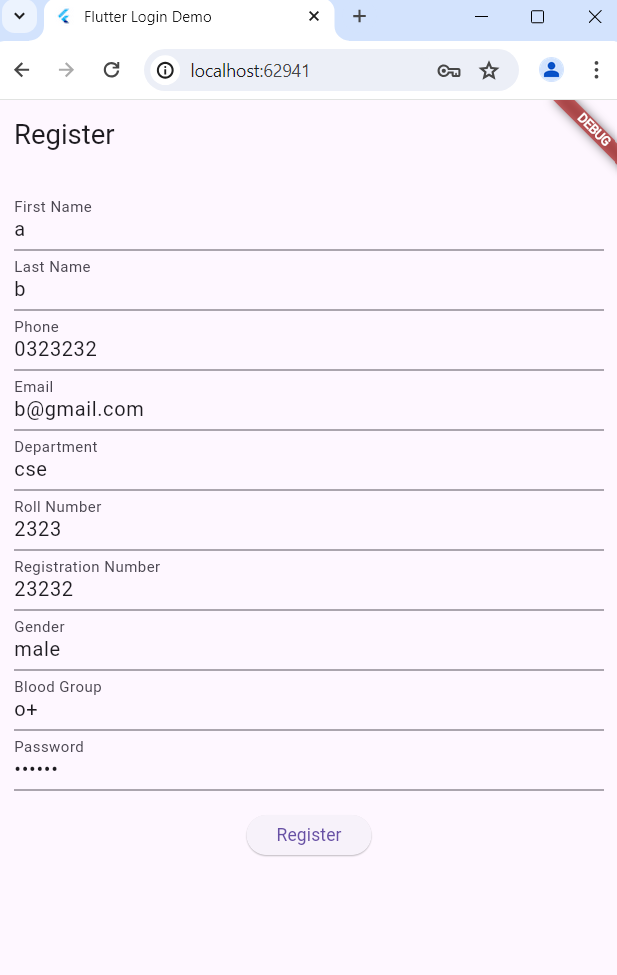 Flutter Login Demo
localhost:62941
DEBUG
Register
First Name
a
Last Name
b
Phone
0323232
Email
b@gmail.com
Department
cse
Roll Number
2323
Registration Number
23232
Gender
male
Blood Group
o+
Password
••••••
Register